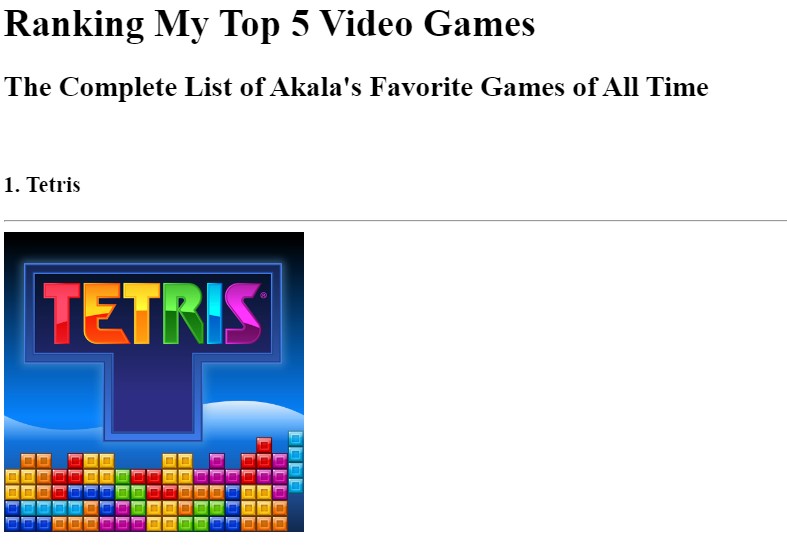 Ranking My Top 5 Video Games
The Complete List of Akala's Favorite Games of All Time
1. Tetris
TETRIS®